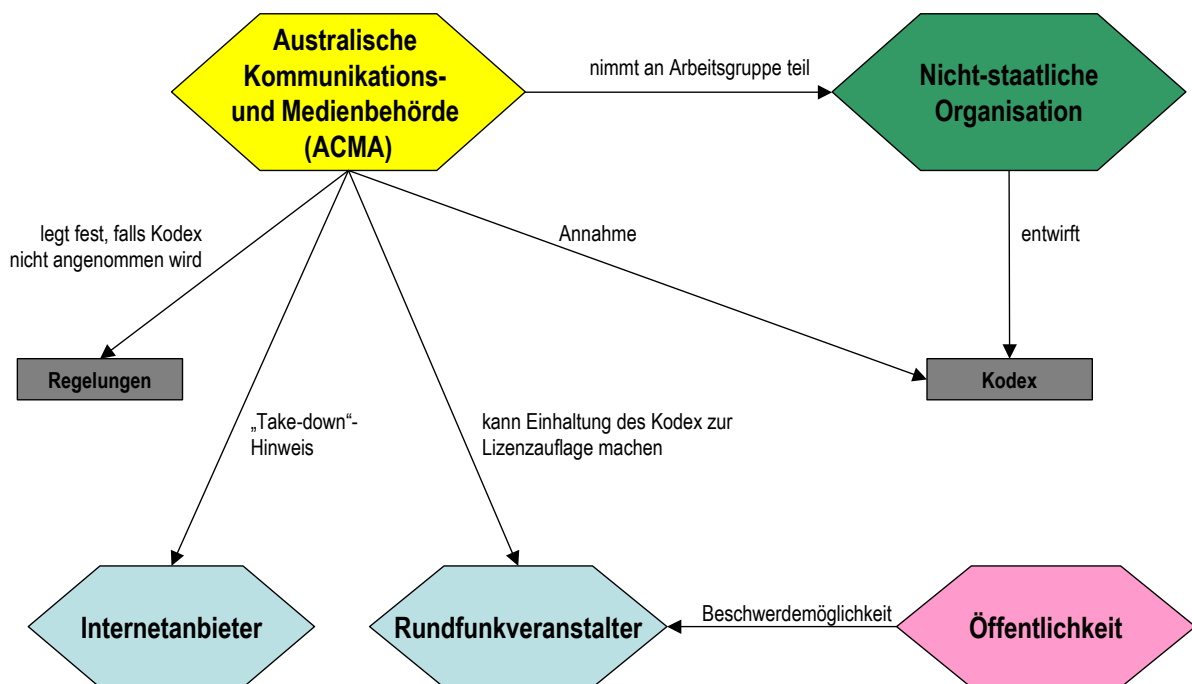 Australische
Kommunikations-
und Medienbehörde
(ACMA)
nimmt an Arbeitsgruppe teil
Nicht-staatliche
Organisation
legt fest, falls Kodex
nicht angenommen wird
Annahme
entwirft
Regelungen
Kodex
„Take-down“-
Hinweis
kann Einhaltung des Kodex zur
Lizenzauflage machen
Internetanbieter
Rundfunkveranstalter
Beschwerdemöglichkeit
Öffentlichkeit